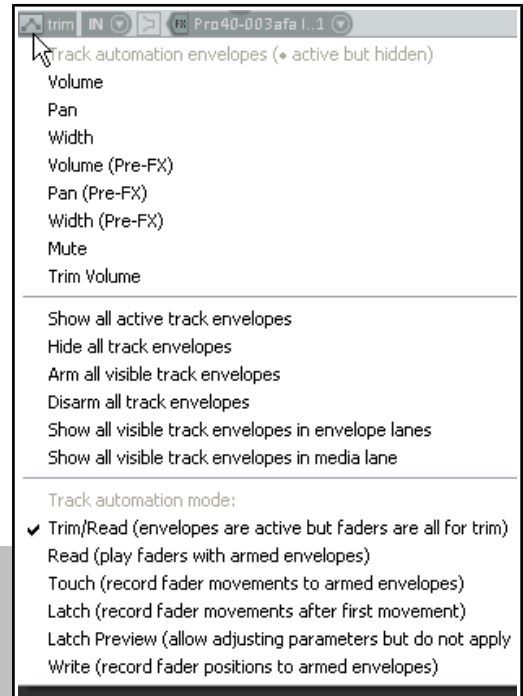 trim IN FX Pro40-003afa l..1
Track automation envelopes (• active but hidden)
Volume
Pan
Width
Volume (Pre-FX)
Pan (Pre-FX)
Width (Pre-FX)
Mute
Trim Volume
Show all active track envelopes
Hide all track envelopes
Arm all visible track envelopes
Disarm all track envelopes
Show all visible track envelopes in envelope lanes
Show all visible track envelopes in media lane
Track automation mode:
✔ Trim/Read (envelopes are active but faders are all for trim)
Read (play faders with armed envelopes)
Touch (record fader movements to armed envelopes)
Latch (record fader movements after first movement)
Latch Preview (allow adjusting parameters but do not apply
Write (record fader positions to armed envelopes)